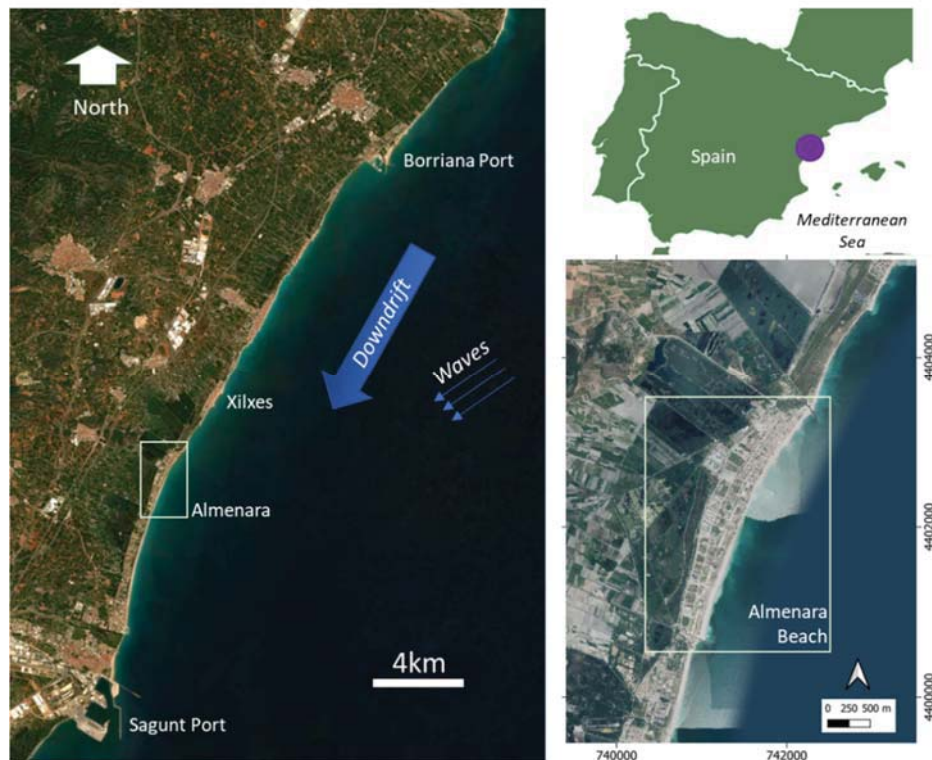 North
Borriana Port
Downdrift
Waves
Xilxes
Almenara
4km
Sagunt Port
Spain
Mediterranean
Sea
4404000
4402000
4400000
Almenara
Beach
0 250 500 m
740000
742000